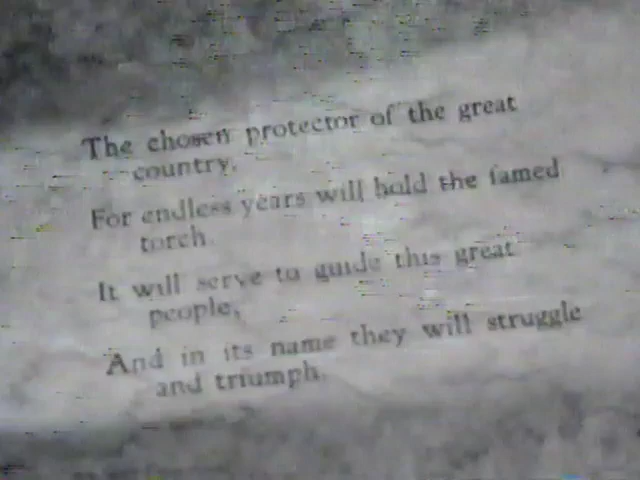 The chosen protector of the great
country,
For endless years will hold the famed
torch.
It will serve to guide this great
people,
And in its name they will struggle
and triumph.